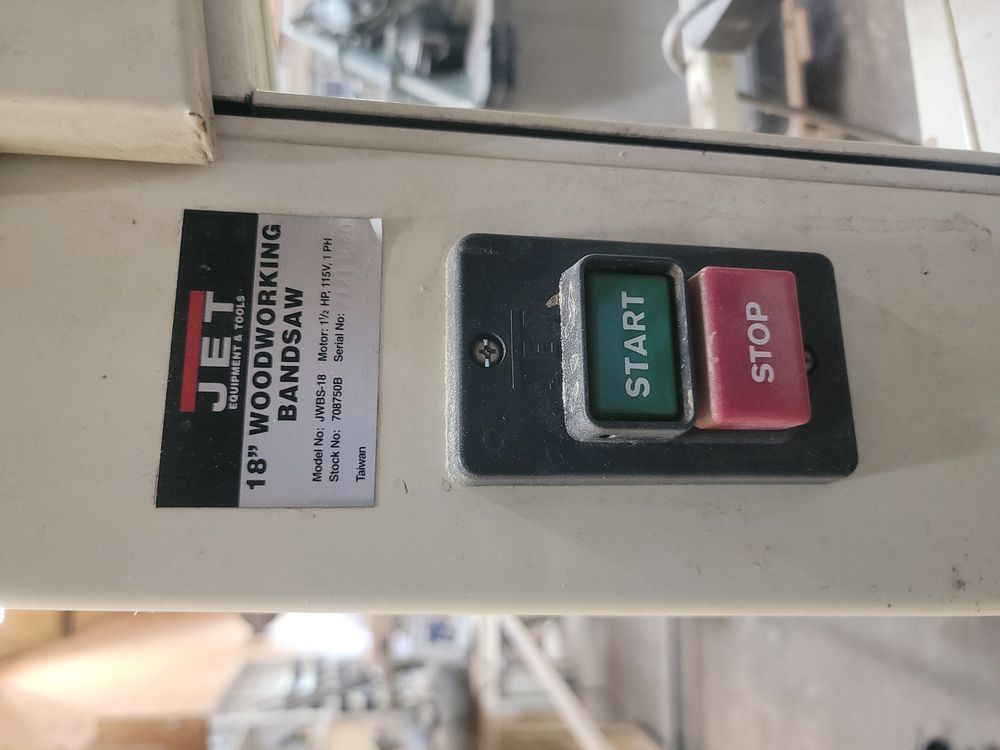 JET
EQUIPMENT & TOOLS
18" WOODWORKING
BANDSAW
Model No: JWBS-18 Motor: 1½ HP, 115V, 1 PH
Stock No: 708750B Serial No:
Taiwan
START
STOP